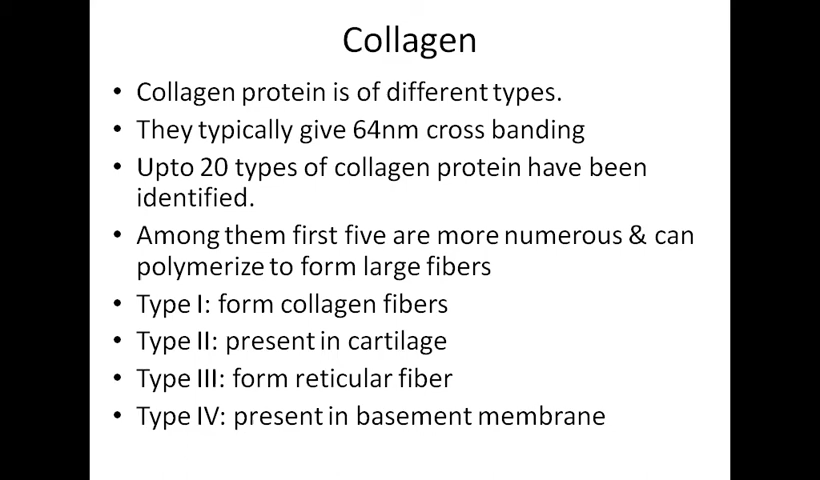 Collagen
• Collagen protein is of different types.
• They typically give 64nm cross banding
• Upto 20 types of collagen protein have been
identified.
• Among them first five are more numerous & can
polymerize to form large fibers
• Type I: form collagen fibers
• Type II: present in cartilage
• Type III: form reticular fiber
• Type IV: present in basement membrane